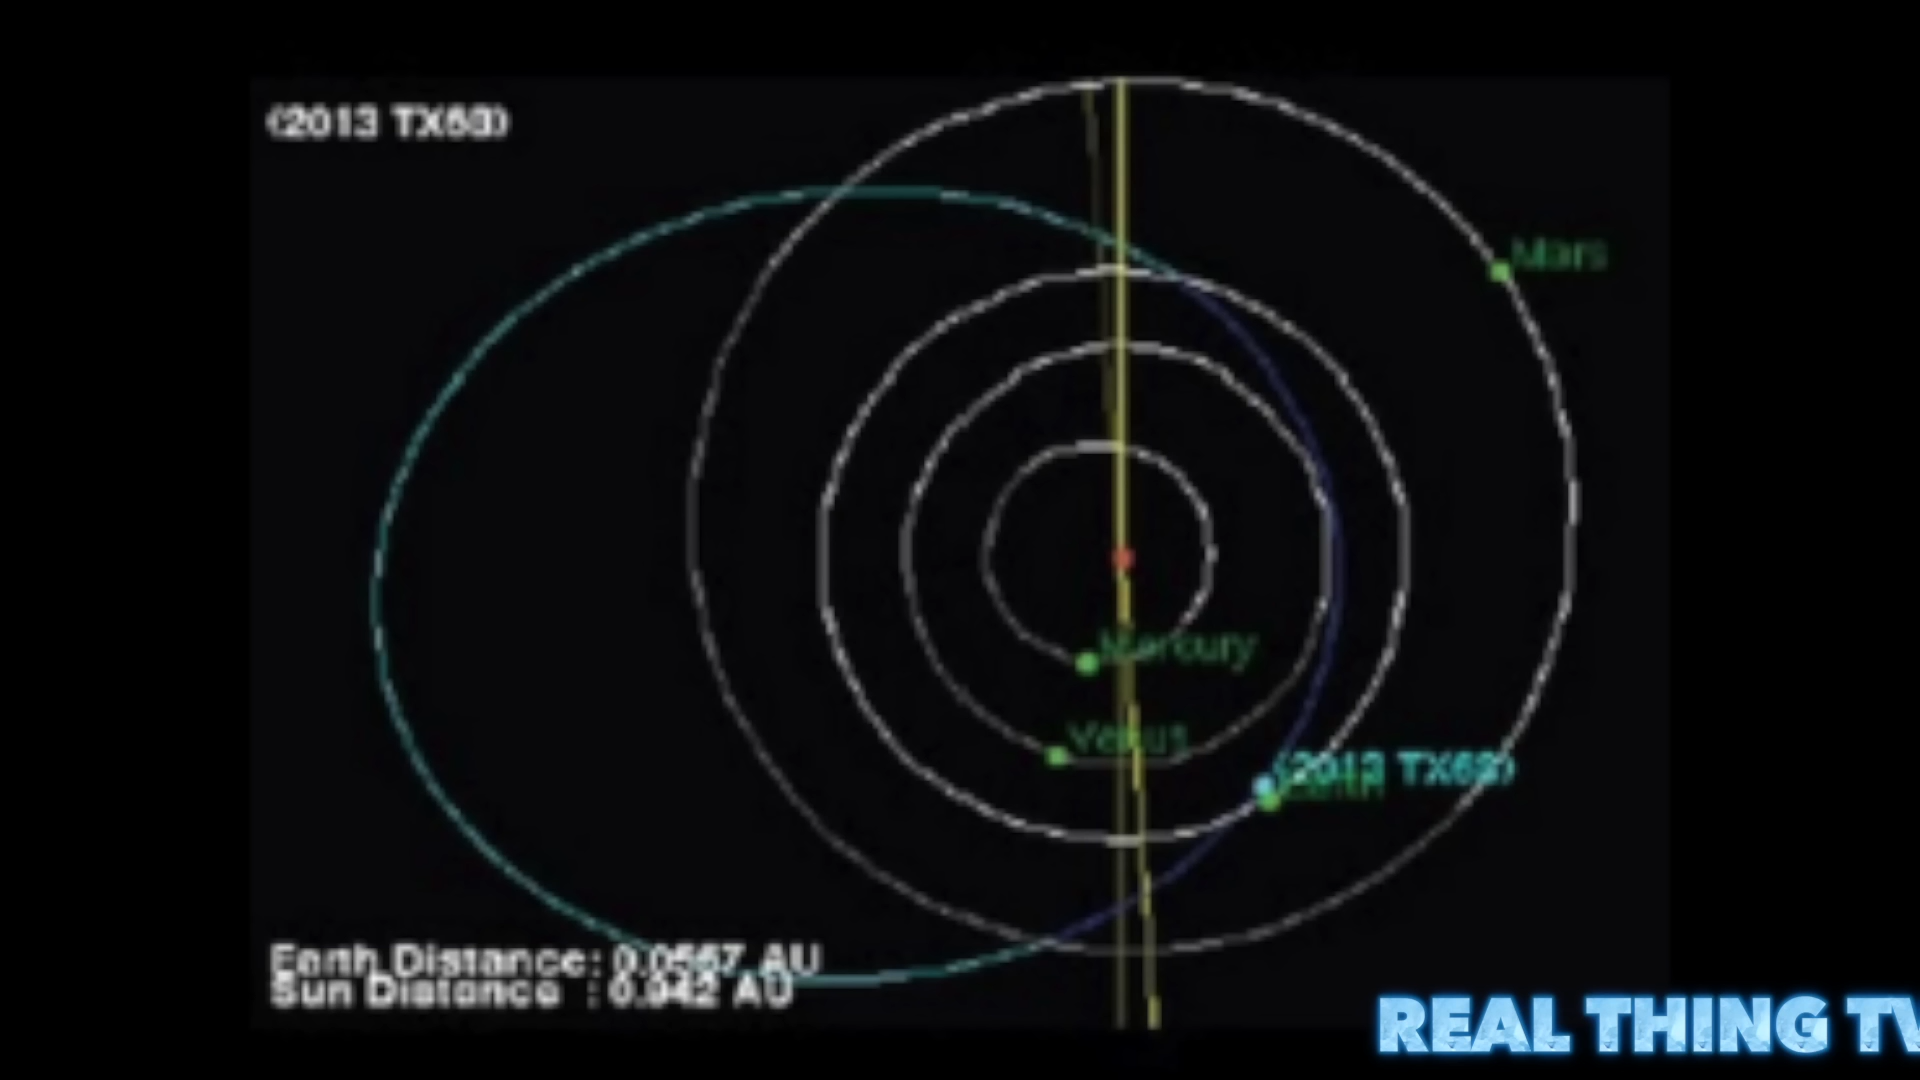 (2013 TX68)
Mars
Mercury
Venus
(2013 TX68)
Earth
Earth Distance: 0.0567 AU
Sun Distance : 0.942 AU
REAL THING TV